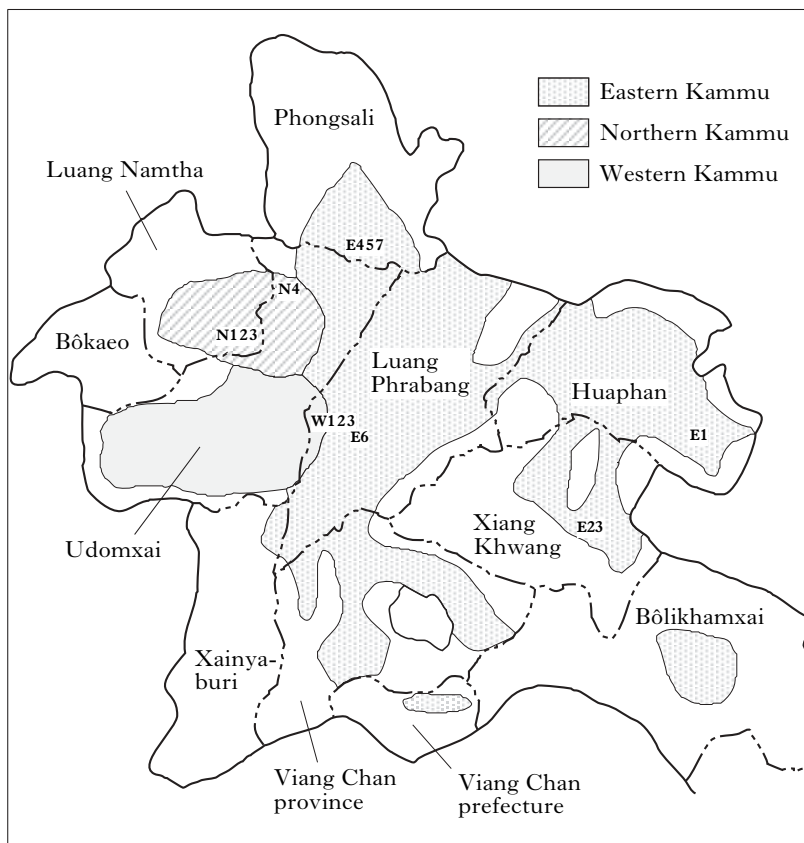 Eastern Kammu
Northern Kammu
Western Kammu
Phongsali
Luang Namtha
E457
N4
N123
Bôkaeo
Luang
Phrabang
Huaphan
W123
E6
E1
E23
Xiang
Khwang
Udomxai
Bôlikhamxai
Xainya-
buri
Viang Chan
province
Viang Chan
prefecture